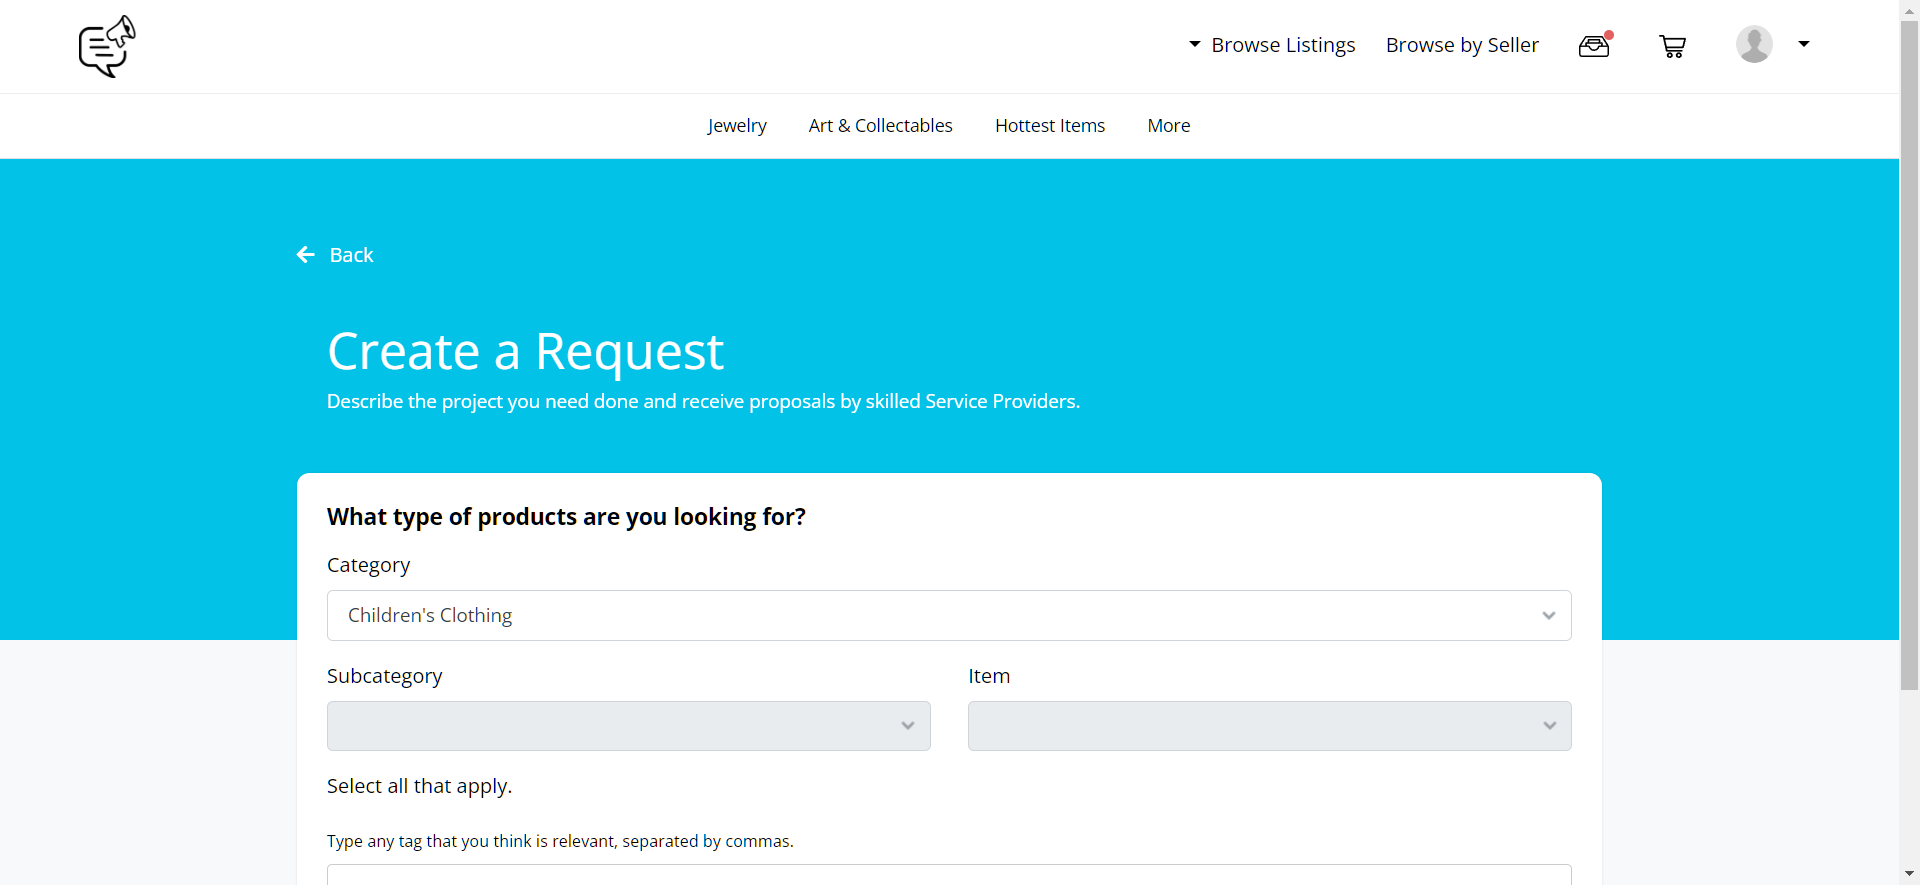 Browse Listings Browse by Seller
Jewelry Art & Collectables Hottest Items More
Back
Create a Request
Describe the project you need done and receive proposals by skilled Service Providers.
What type of products are you looking for?
Category
Children's Clothing
Subcategory Item
Select all that apply.
Type any tag that you think is relevant, separated by commas.